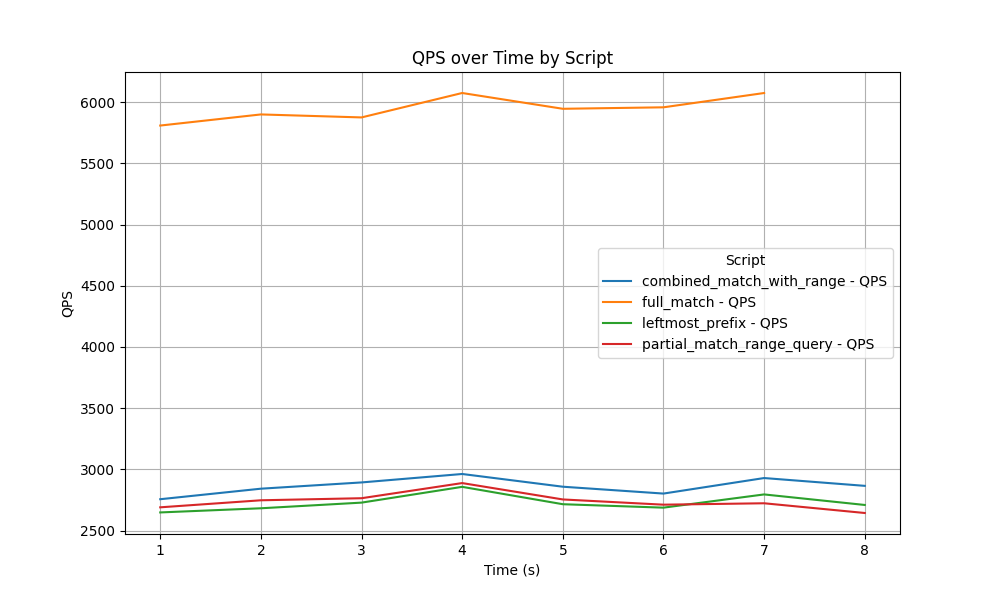 QPS over Time by Script
6000
5500
5000
4500
4000
3500
3000
2500
QPS
Script
combined_match_with_range - QPS
full_match - QPS
leftmost_prefix - QPS
partial_match_range_query - QPS
1 2 3 4 5 6 7 8
Time (s)